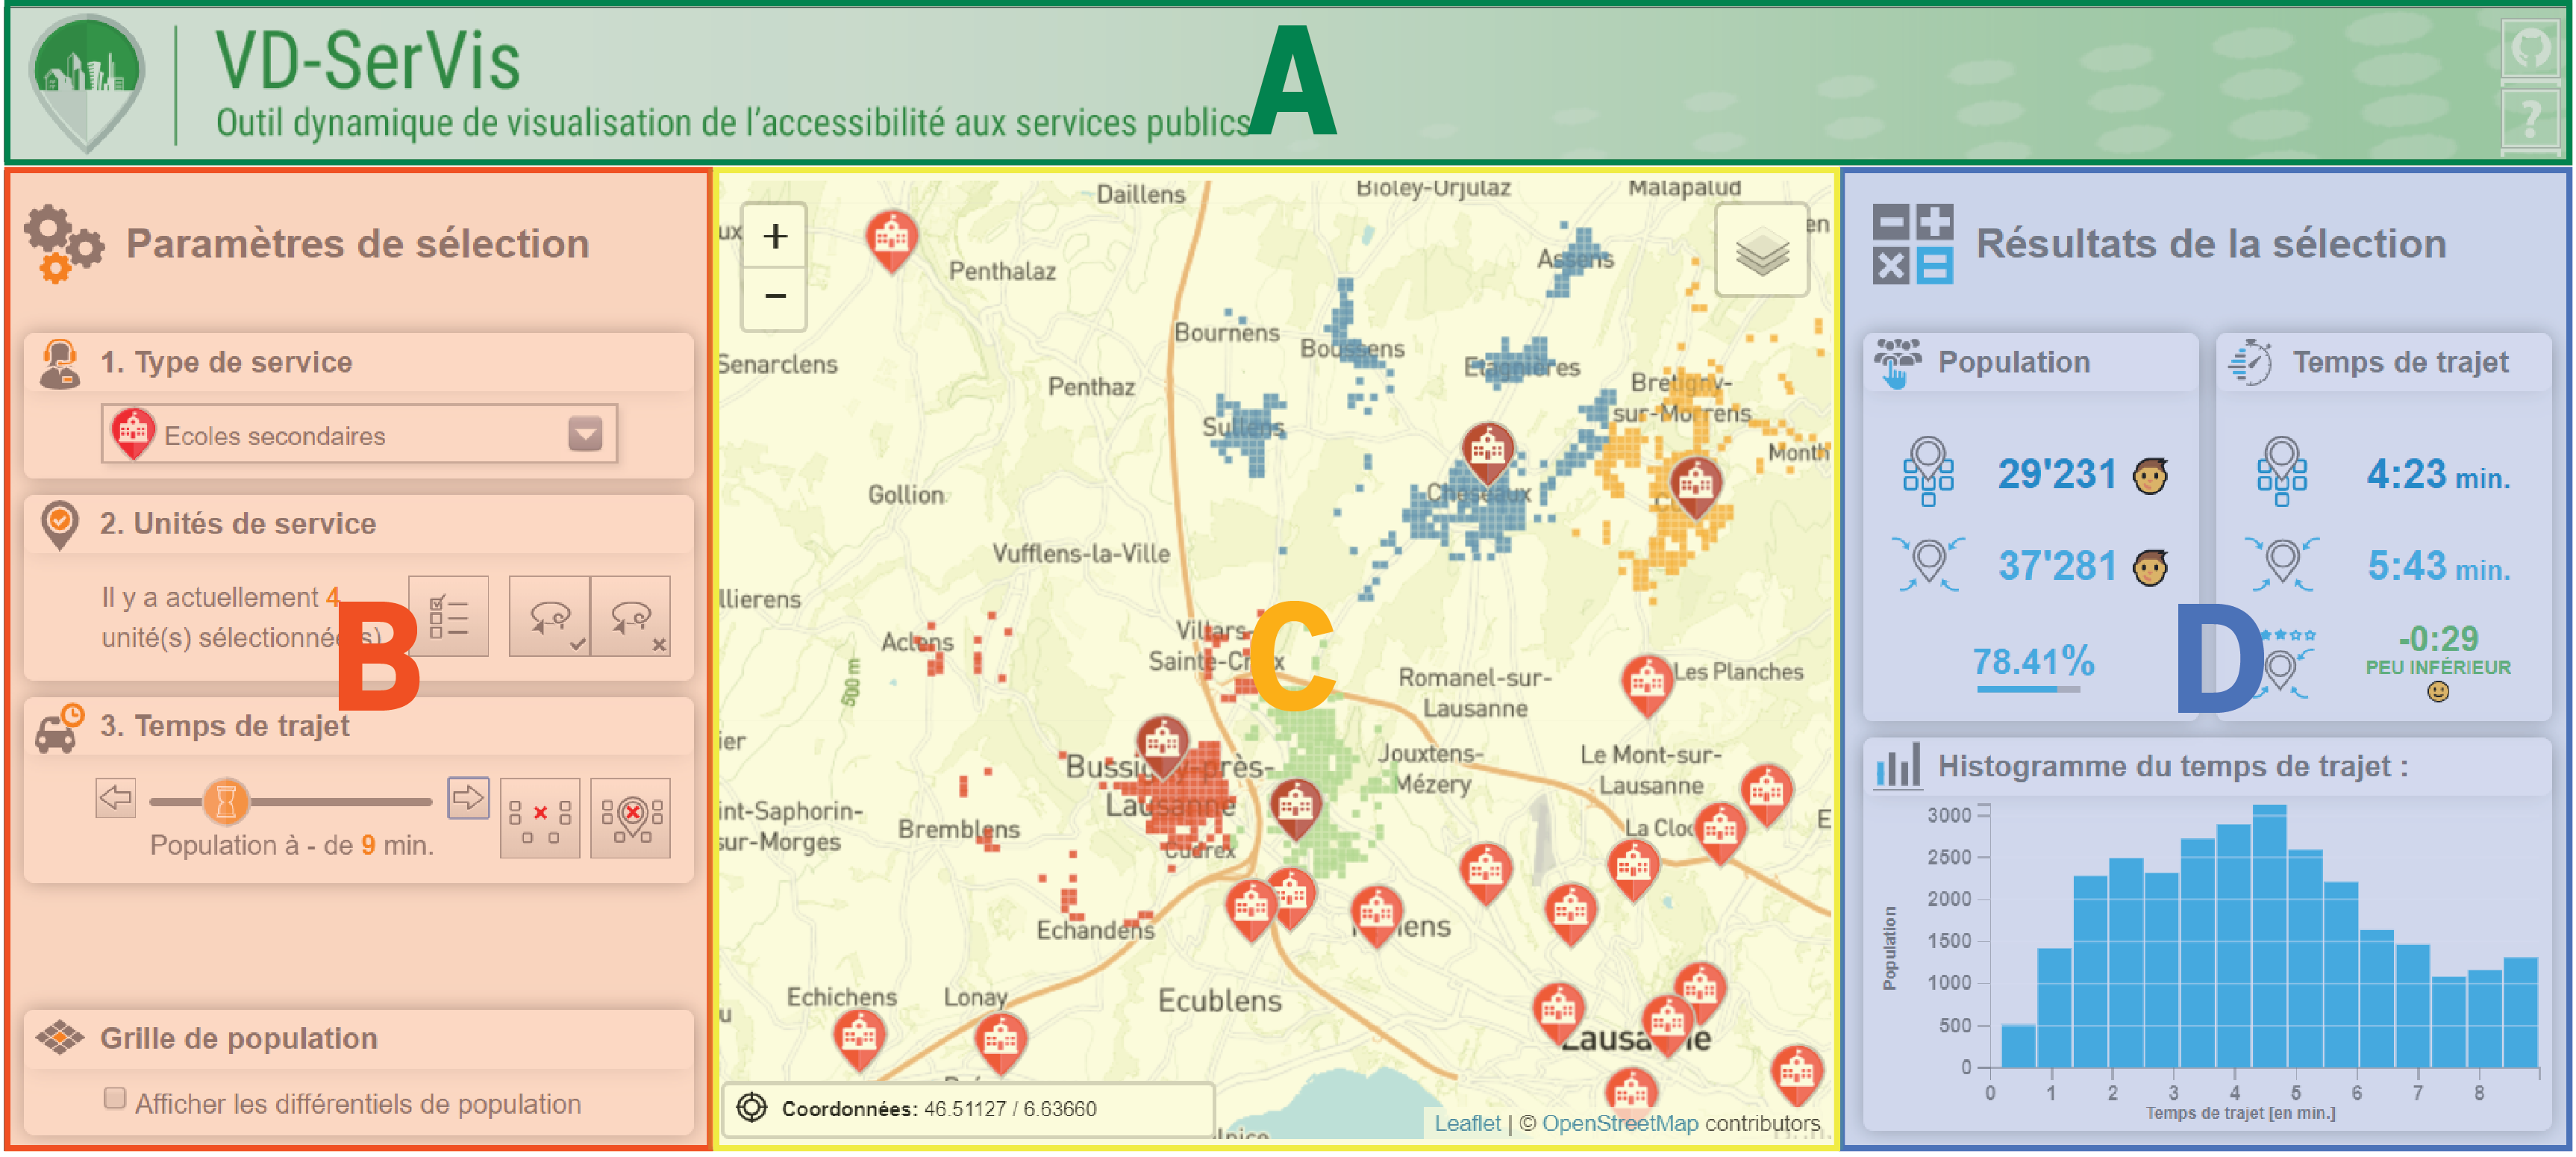 VD-SerVis
Outil dynamique de visualisation de l'accessibilité aux services publics
A
?
Paramètres de sélection
1. Type de service
Ecoles secondaires
2. Unités de service
Il y a actuellement 4
unité(s) sélectionnée(s)
B
3. Temps de trajet
Population à - de 9 min.
Grille de population
Afficher les différentiels de population
+
−
Daillens
Bioley-Orjulaz
Malapalud
ux
en
Penthalaz
Assens
Bournens
Boussens
Senarclens
Penthaz
Etagnières
Bretigny-
sur-Morrens
Sullens
Month
Gollion
Cheseaux
Vufflens-la-Ville
llierens
Aclens
Villars-
Sainte-Croix
C
500 m
Romanel-sur-
Lausanne
Les Planches
ier
Bussigny-près-
Lausanne
Jouxtens-
Mézery
Le Mont-sur-
Lausanne
int-Saphorin-
sur-Morges
Bremblens
La Cloc
E
Echandens
ens
Echichens
Lonay
Ecublens
u
Lausanne
Coordonnées: 46.51127 / 6.63660
Leaflet | © OpenStreetMap contributors
Résultats de la sélection
Population
29'231
37'281
78.41%
Temps de trajet
4:23 min.
5:43 min.
-0:29
PEU INFÉRIEUR
D
Histogramme du temps de trajet :
Population
3000
2500
2000
1500
1000
500
0
0 1 2 3 4 5 6 7 8
Temps de trajet [en min.]